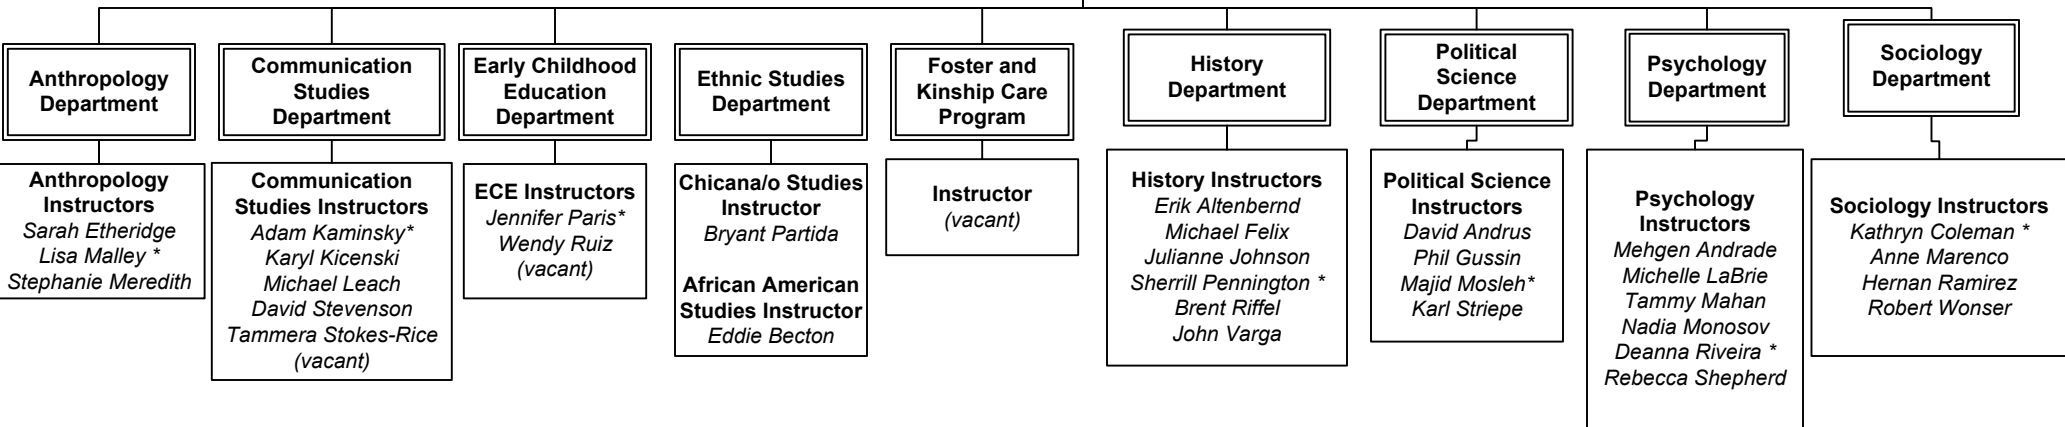 Anthropology
Department
Communication
Studies
Department
Early Childhood
Education
Department
Ethnic Studies
Department
Foster and
Kinship Care
Program
History
Department
Political
Science
Department
Psychology
Department
Sociology
Department
Anthropology
Instructors
Sarah Etheridge
Lisa Malley *
Stephanie Meredith
Communication
Studies Instructors
Adam Kaminsky*
Karyl Kicenski
Michael Leach
David Stevenson
Tammera Stokes-Rice
(vacant)
ECE Instructors
Jennifer Paris*
Wendy Ruiz
(vacant)
Chicana/o Studies
Instructor
Bryant Partida
African American
Studies Instructor
Eddie Becton
Instructor
(vacant)
History Instructors
Erik Altenbernd
Michael Felix
Julianne Johnson
Sherrill Pennington *
Brent Riffel
John Varga
Political Science
Instructors
David Andrus
Phil Gussin
Majid Mosleh*
Karl Striepe
Psychology
Instructors
Mehgen Andrade
Michelle LaBrie
Tammy Mahan
Nadia Monosov
Deanna Riveira *
Rebecca Shepherd
Sociology Instructors
Kathryn Coleman *
Anne Marenco
Hernan Ramirez
Robert Wonser